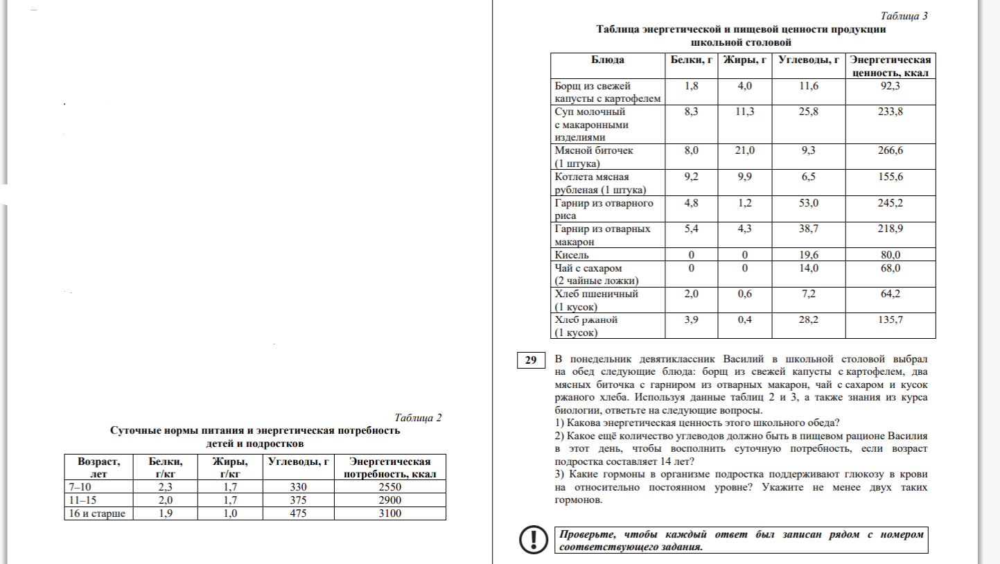 Таблица 2
Суточные нормы питания и энергетическая потребность
детей и подростков
Возраст, лет Белки, г/кг Жиры, г/кг Углеводы, г Энергетическая потребность, ккал
7–10 2,3 1,7 330 2550
11–15 2,0 1,7 375 2900
16 и старше 1,9 1,0 475 3100
Таблица 3
Таблица энергетической и пищевой ценности продукции
школьной столовой
Блюда Белки, г Жиры, г Углеводы, г Энергетическая
ценность, ккал
Борщ из свежей 1,8 4,0 11,6 92,3
капусты с картофелем
Суп молочный 8,3 11,3 25,8 233,8
с макаронными
изделиями
Мясной биточек 8,0 21,0 9,3 266,6
(1 штука)
Котлета мясная 9,2 9,9 6,5 155,6
рубленая (1 штука)
Гарнир из отварного 4,8 1,2 53,0 245,2
риса
Гарнир из отварных 5,4 4,3 38,7 218,9
макарон
Кисель 0 0 19,6 80,0
Чай с сахаром 0 0 14,0 68,0
(2 чайные ложки)
Хлеб пшеничный 2,0 0,6 7,2 64,2
(1 кусок)
Хлеб ржаной 3,9 0,4 28,2 135,7
(1 кусок)
29 В понедельник девятиклассник Василий в школьной столовой выбрал
на обед следующие блюда: борщ из свежей капусты с картофелем, два
мясных биточка с гарниром из отварных макарон, чай с сахаром и кусок
ржаного хлеба. Используя данные таблиц 2 и 3, а также знания из курса
биологии, ответьте на следующие вопросы.
1) Какова энергетическая ценность этого школьного обеда?
2) Какое ещё количество углеводов должно быть в пищевом рационе Василия
в этот день, чтобы восполнить суточную потребность, если возраст
подростка составляет 14 лет?
3) Какие гормоны в организме подростка поддерживают глюкозу в крови
на относительно постоянном уровне? Укажите не менее двух таких
гормонов.
Проверьте, чтобы каждый ответ был записан рядом с номером
соответствующего задания.